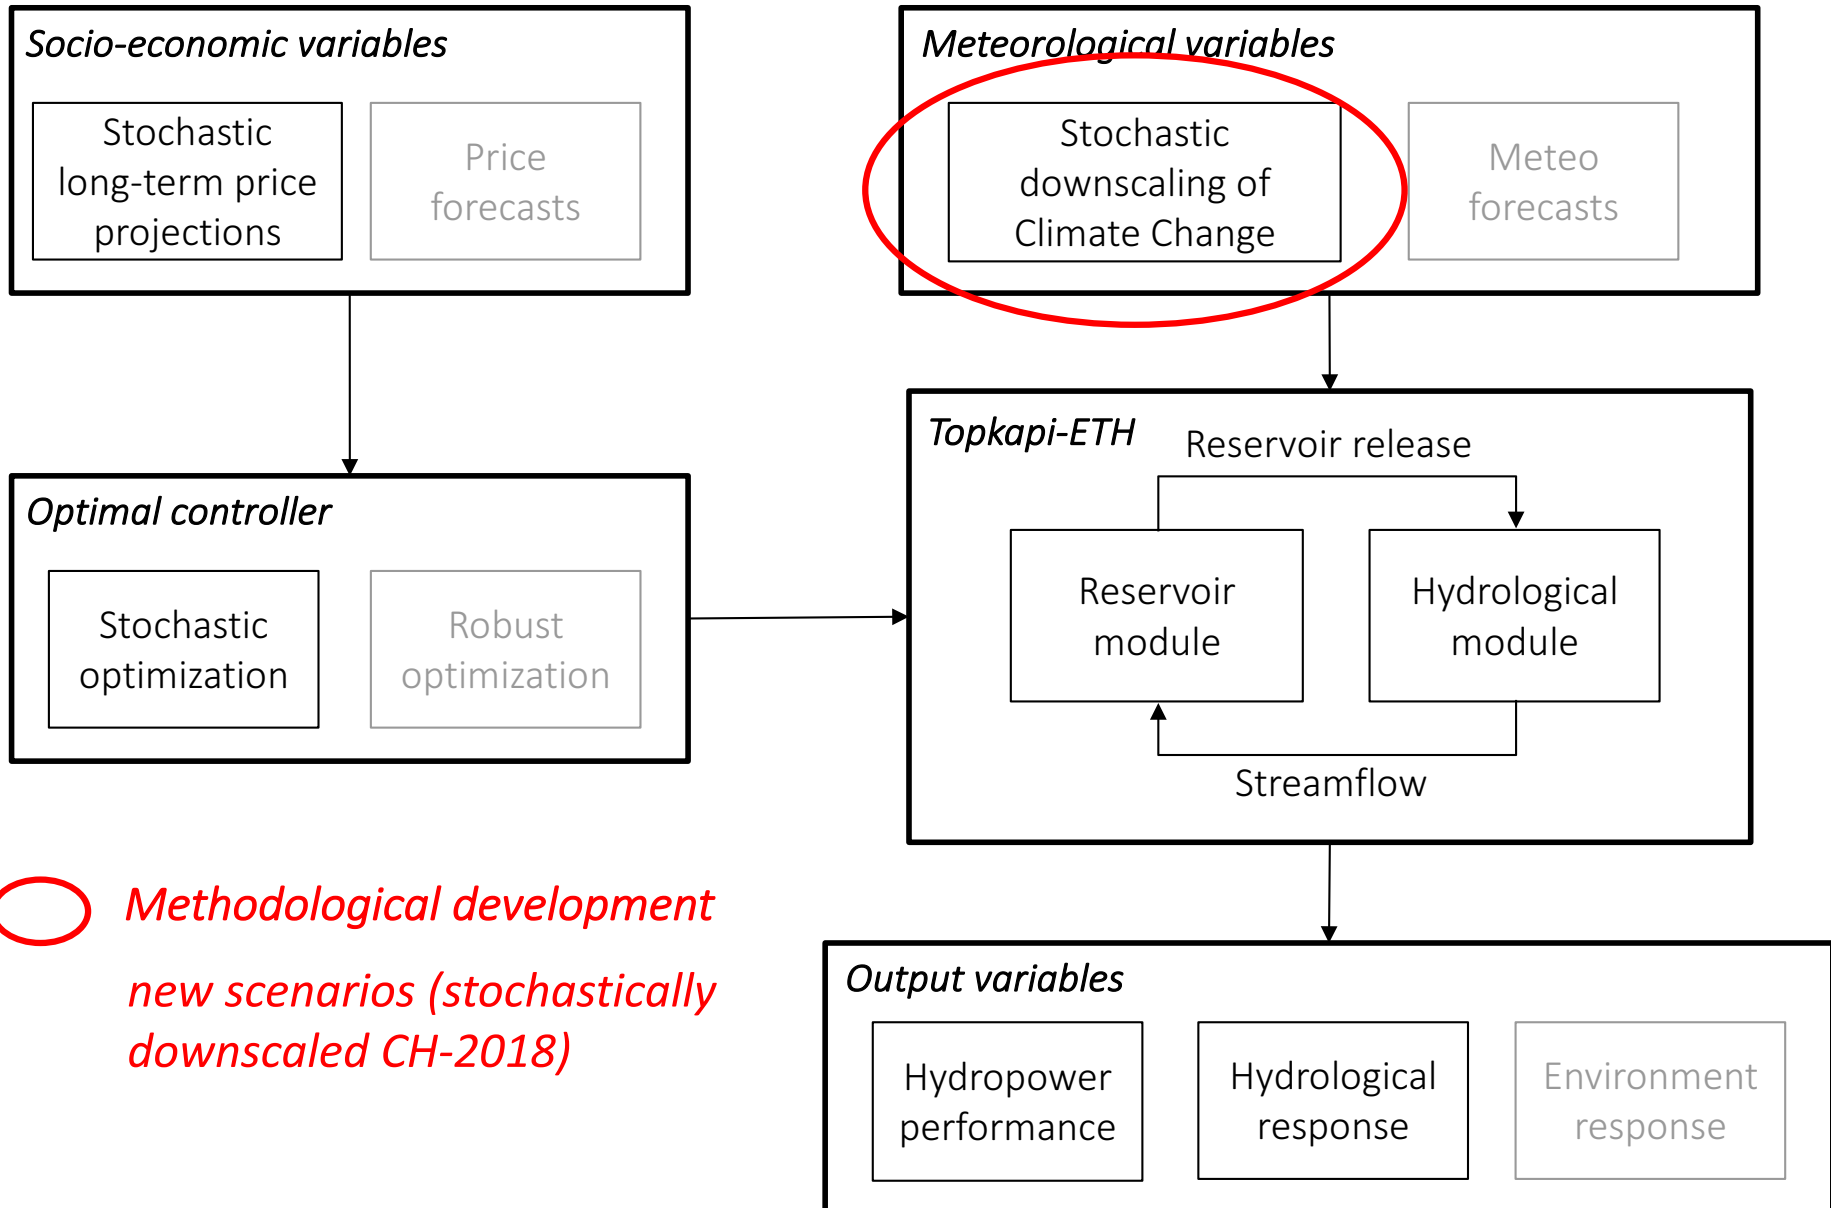 Socio-economic variables
Stochastic
long-term price
projections
Price
forecasts
Meteorological variables
Stochastic
downscaling of
Climate Change
Meteo
forecasts
Optimal controller
Stochastic
optimization
Robust
optimization
Topkapi-ETH
Reservoir release
Reservoir
module
Hydrological
module
Streamflow
Methodological development
new scenarios (stochastically
downscaled CH-2018)
Output variables
Hydropower
performance
Hydrological
response
Environment
response